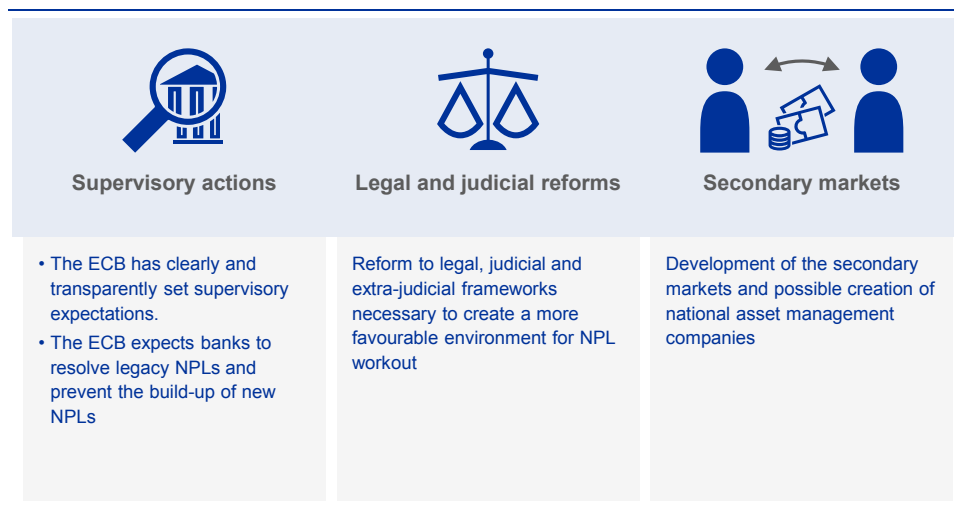 Supervisory actions
• The ECB has clearly and
transparently set supervisory
expectations.
• The ECB expects banks to
resolve legacy NPLs and
prevent the build-up of new
NPLs
Legal and judicial reforms
Reform to legal, judicial and
extra-judicial frameworks
necessary to create a more
favourable environment for NPL
workout
Secondary markets
Development of the secondary
markets and possible creation of
national asset management
companies